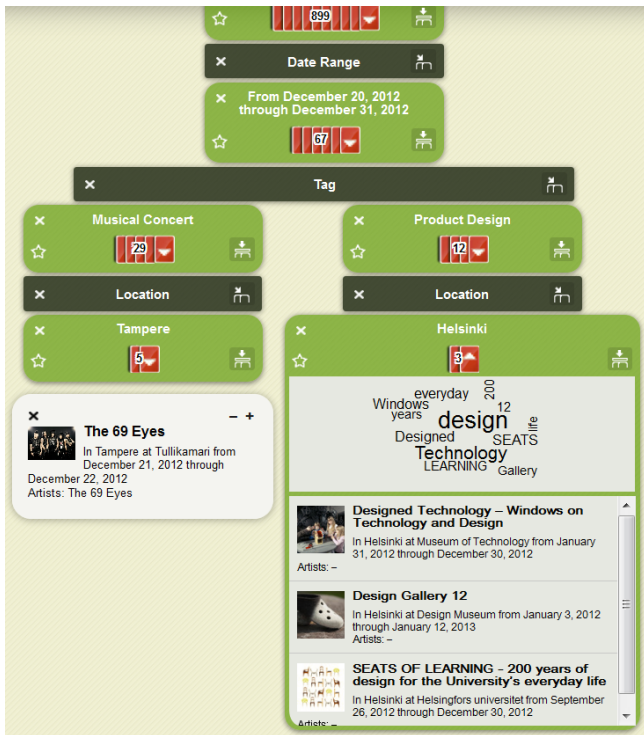 899
Date Range
From December 20, 2012
through December 31, 2012
67
Tag
Musical Concert
29
Location
Tampere
5
The 69 Eyes
In Tampere at Tullikamari from
December 21, 2012 through
December 22, 2012
Artists: The 69 Eyes
Product Design
12
Location
Helsinki
3
everyday
200
Windows
12
years
design
life
Designed
SEATS
Technology
LEARNING
Gallery
Designed Technology – Windows on
Technology and Design
In Helsinki at Museum of Technology from January
31, 2012 through December 30, 2012
Artists: –
Design Gallery 12
In Helsinki at Design Museum from January 3, 2012
through January 12, 2013
Artists: –
SEATS OF LEARNING - 200 years of
design for the University's everyday life
In Helsinki at Helsingfors universitet from September
26, 2012 through December 30, 2012
Artists: –